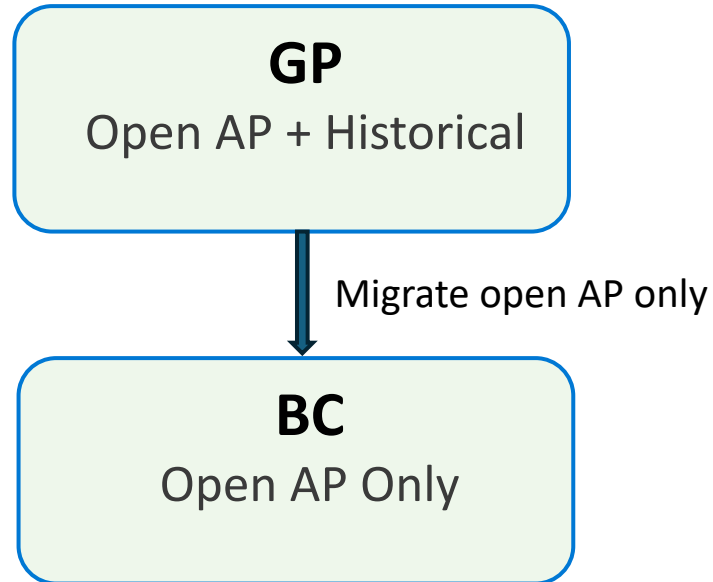 GP
Open AP + Historical
Migrate open AP only
BC
Open AP Only